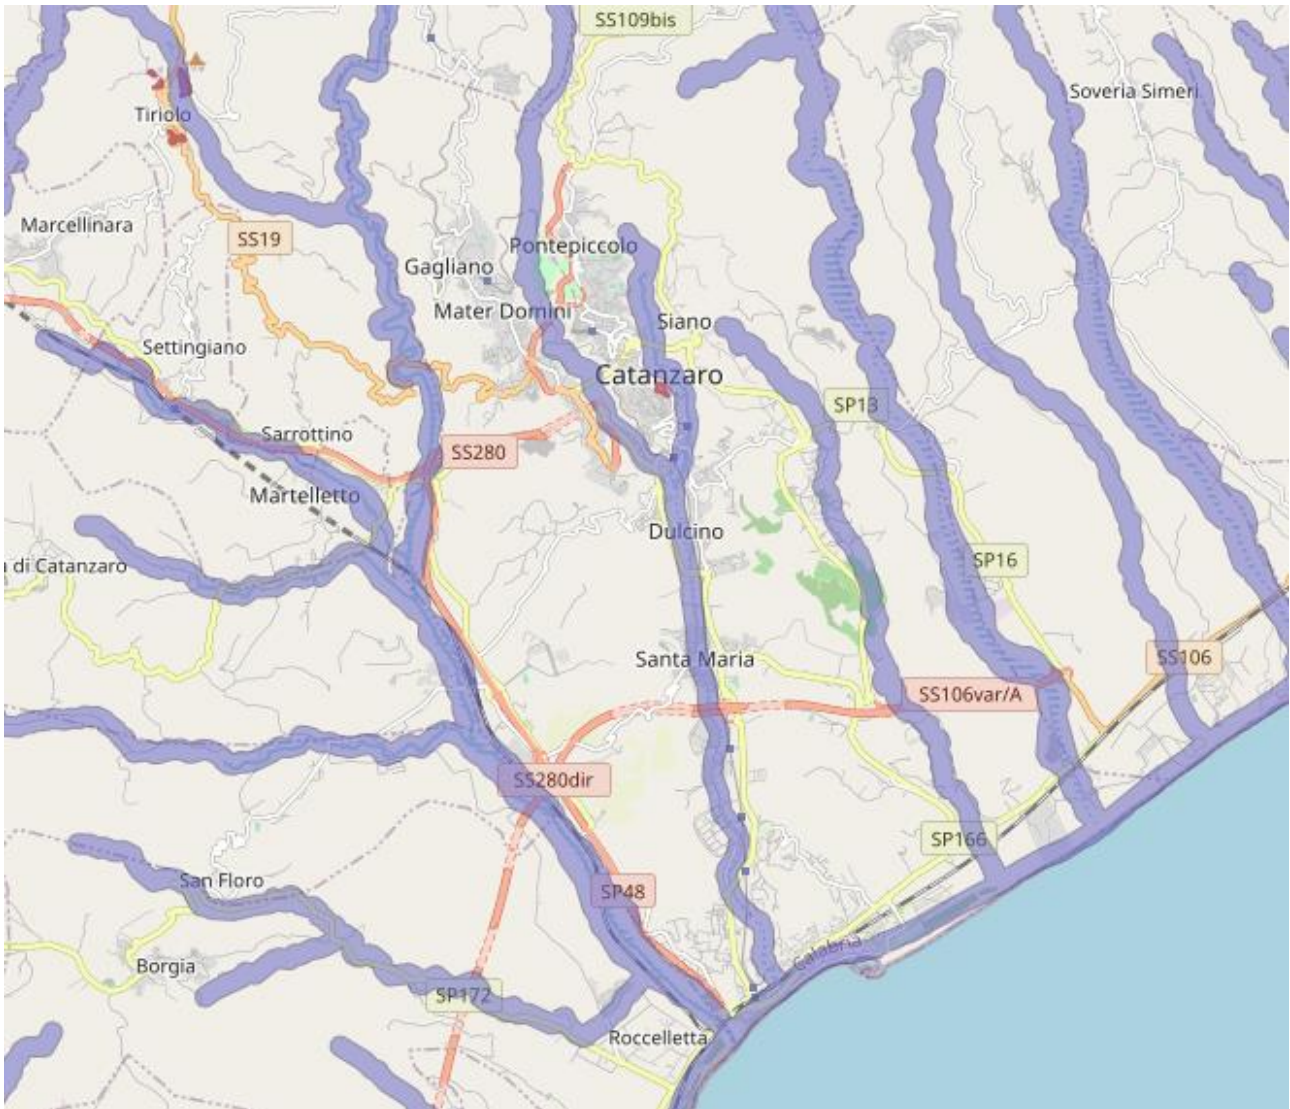 SS109bis
Soveria Simeri
Tiriolo
Marcellinara
SS19
Pontepiccolo
Gagliano
Mater Domini
Siano
Settingiano
Catanzaro
SP13
Sarrottino
SS280
Martelletto
Dulcino
SP16
a di Catanzaro
Santa Maria
SS106
SS106var/A
SS280dir
SP166
San Floro
SP48
Calabria
Borgia
SP172
Roccelletta